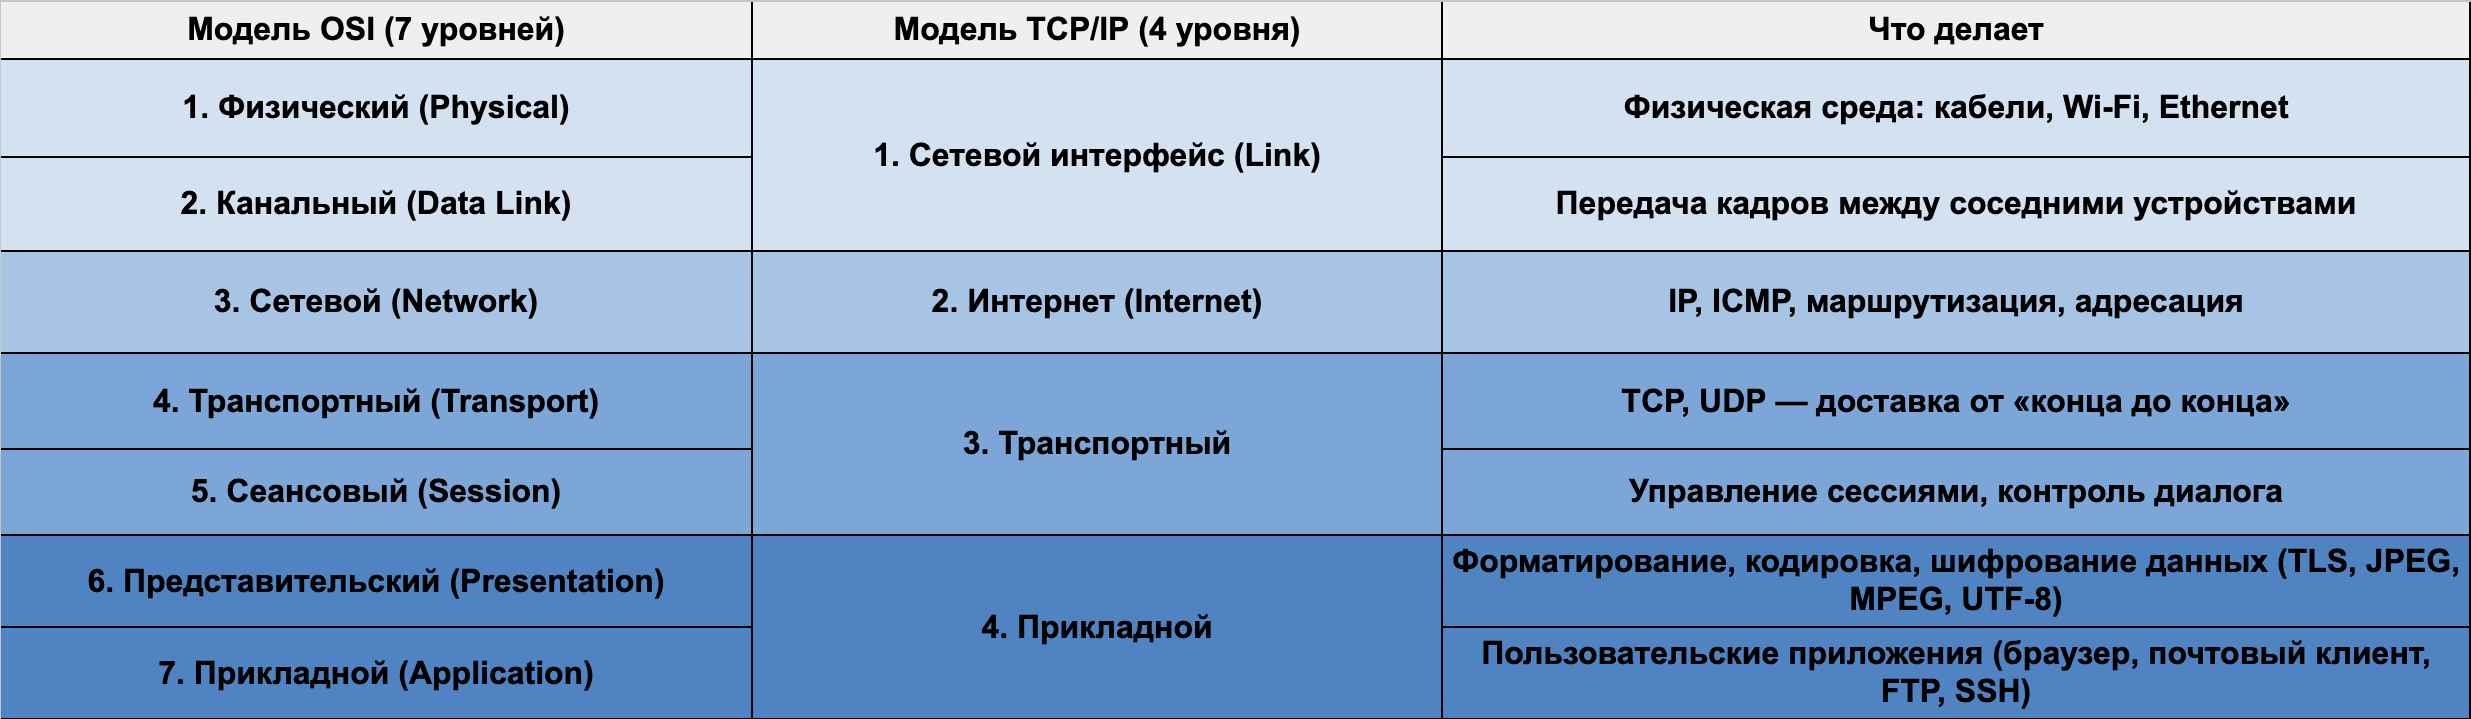 Модель OSI (7 уровней)
Модель TCP/IP (4 уровня)
Что делает
1. Физический (Physical)
1. Сетевой интерфейс (Link)
Физическая среда: кабели, Wi-Fi, Ethernet
2. Канальный (Data Link)
Передача кадров между соседними устройствами
3. Сетевой (Network)
2. Интернет (Internet)
IP, ICMP, маршрутизация, адресация
4. Транспортный (Transport)
3. Транспортный
TCP, UDP — доставка от «конца до конца»
5. Сеансовый (Session)
Управление сессиями, контроль диалога
6. Представительский (Presentation)
4. Прикладной
Форматирование, кодировка, шифрование данных (TLS, JPEG,
MPEG, UTF-8)
7. Прикладной (Application)
Пользовательские приложения (браузер, почтовый клиент,
FTP, SSH)